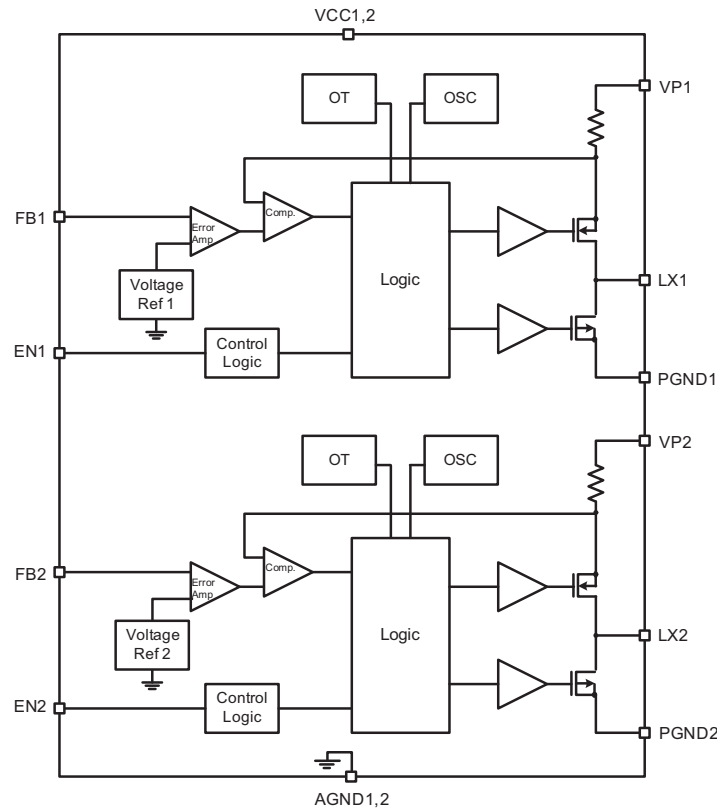 VCC1,2
OT
OSC
VP1
FB1
Error
Amp
Comp.
Logic
LX1
Voltage
Ref 1
EN1
Control
Logic
PGND1
OT
OSC
VP2
FB2
Error
Amp
Comp.
Logic
LX2
Voltage
Ref 2
EN2
Control
Logic
PGND2
AGND1,2